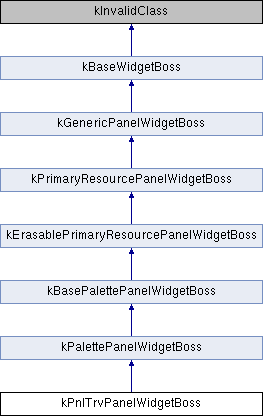 kInvalidClass
kBaseWidgetBoss
kGenericPanelWidgetBoss
kPrimaryResourcePanelWidgetBoss
kErasablePrimaryResourcePanelWidgetBoss
kBasePalettePanelWidgetBoss
kPalettePanelWidgetBoss
kPnlTrvPanelWidgetBoss